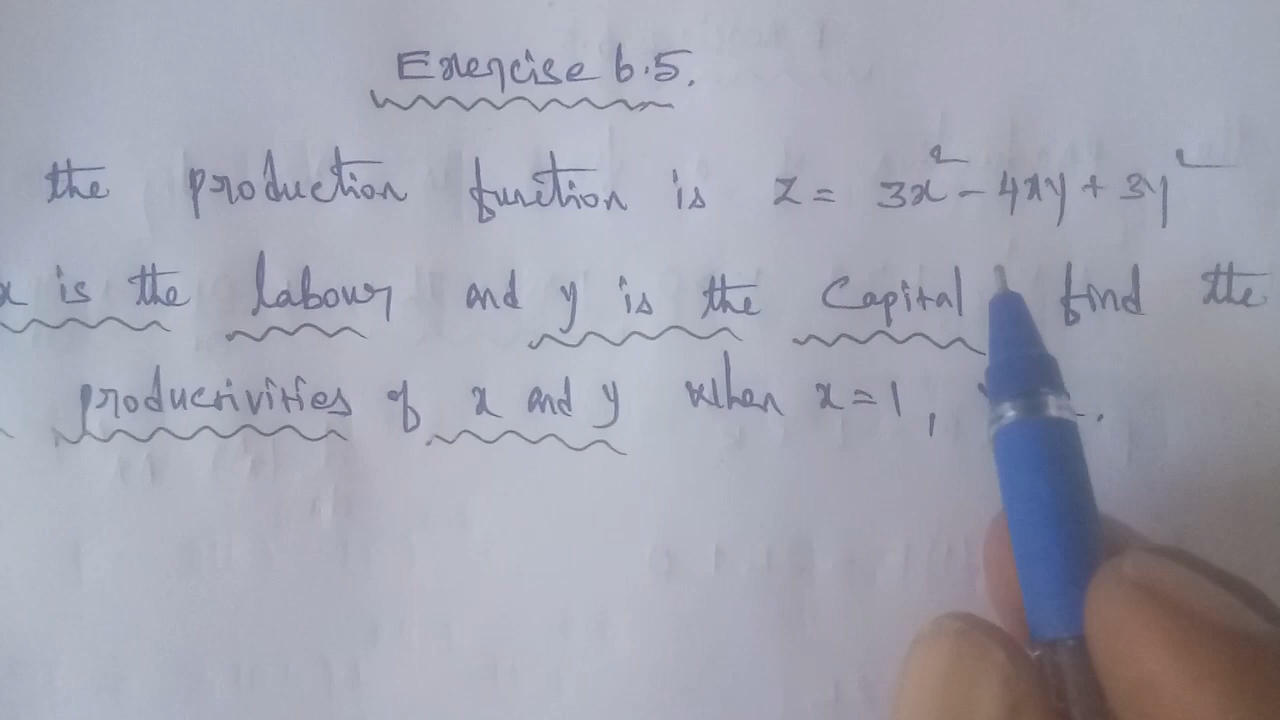 Exercise 6.5.
the production function is z = 3x² - 4xy + 3y²
x is the labour and y is the Capital find the
productivities of x and y when x = 1,